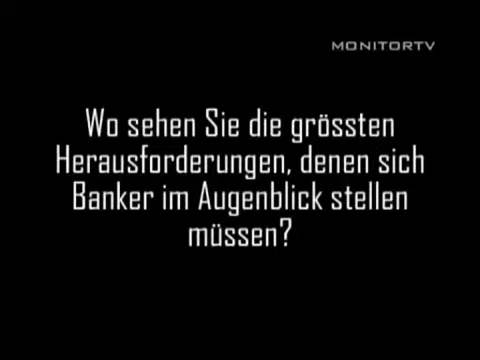 MONITORTV
Wo sehen Sie die grössten
Herausforderungen, denen sich
Banker im Augenblick stellen
müssen?